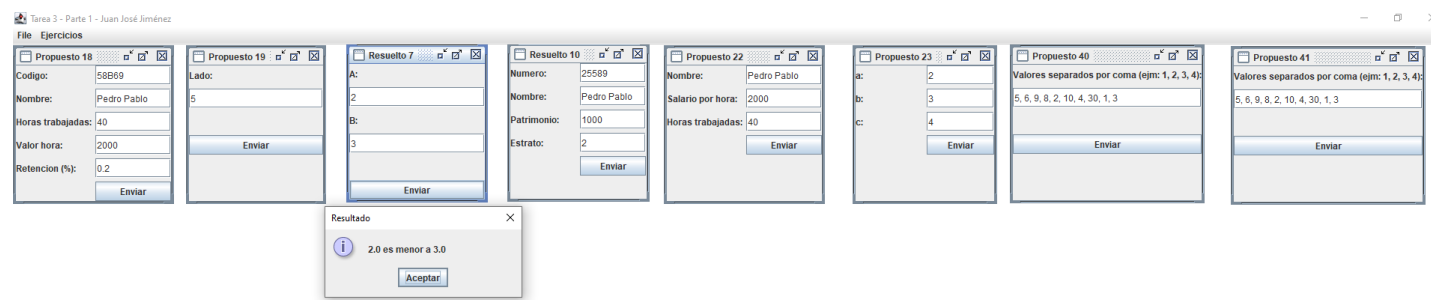 Tarea 3 - Parte 1 - Juan José Jiménez
File Ejercicios
Propuesto 18
Codigo: 58B69
Nombre: Pedro Pablo
Horas trabajadas: 40
Valor hora: 2000
Retencion (%): 0.2
Enviar
Propuesto 19
Lado:
5
Enviar
Resuelto 7
A:
2
B:
3
Enviar
Resuelto 10
Numero: 25589
Nombre: Pedro Pablo
Patrimonio: 1000
Estrato: 2
Enviar
Propuesto 22
Nombre: Pedro Pablo
Salario por hora: 2000
Horas trabajadas: 40
Enviar
Propuesto 23
a: 2
b: 3
c: 4
Enviar
Propuesto 40
Valores separados por coma (ejm: 1, 2, 3, 4):
5, 6, 9, 8, 2, 10, 4, 30, 1, 3
Enviar
Propuesto 41
Valores separados por coma (ejm: 1, 2, 3, 4):
5, 6, 9, 8, 2, 10, 4, 30, 1, 3
Enviar
Resultado
2.0 es menor a 3.0
Aceptar